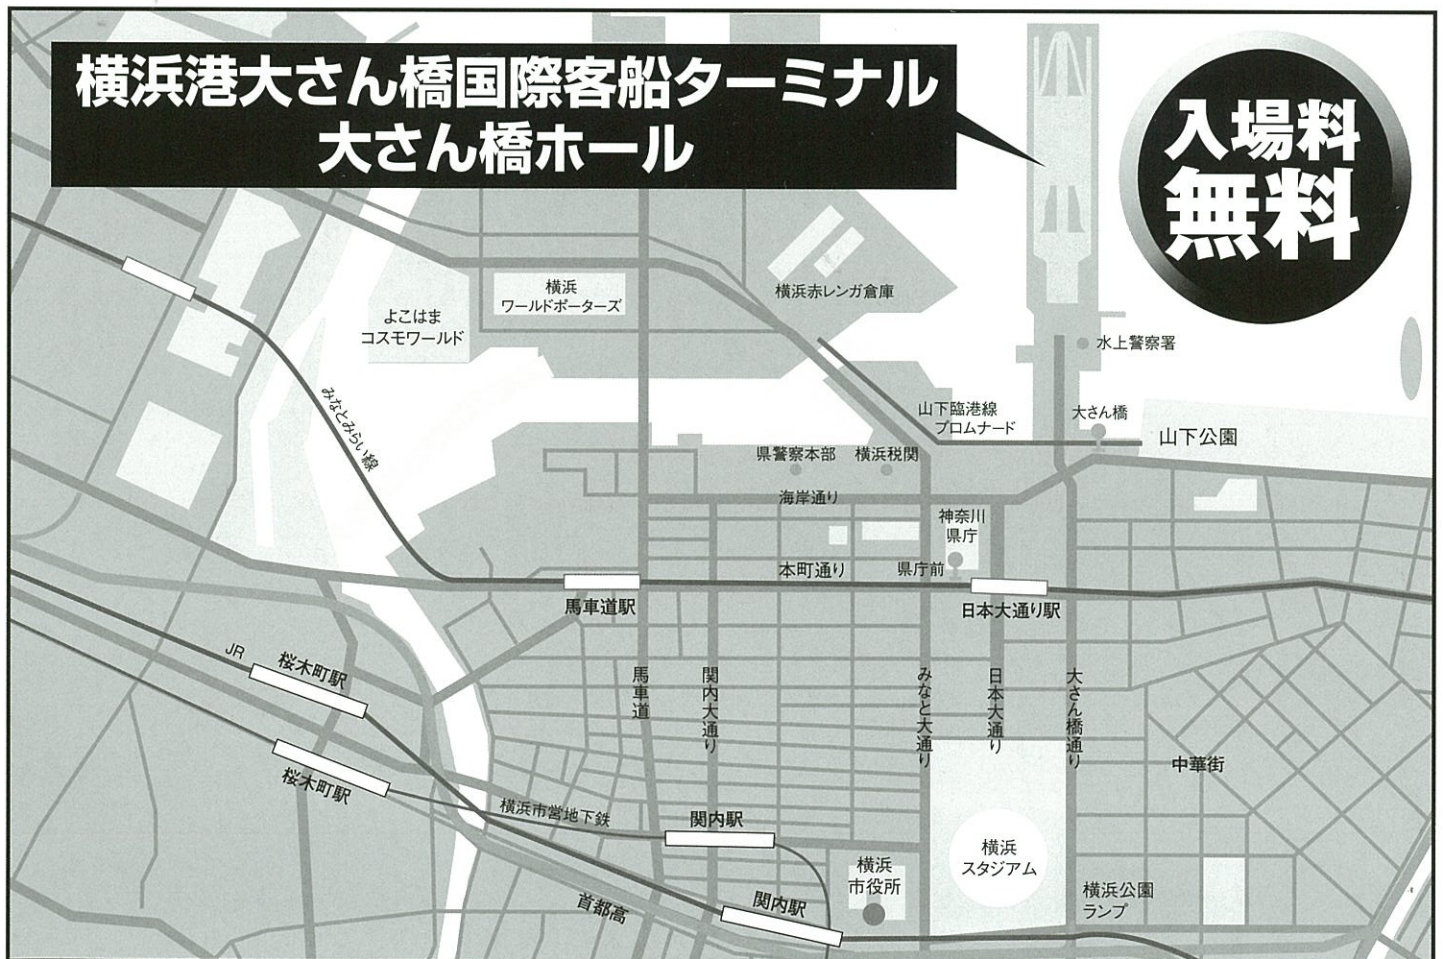 横浜港大さん橋国際客船ターミナル
大さん橋ホール
入場料
無料
横浜
ワールドポーターズ
よこはま
コスモワールド
横浜赤レンガ倉庫
水上警察署
みなとみらい線
山下臨港線
プロムナード
大さん橋
山下公園
県警察本部
横浜税関
海岸通り
神奈川
県庁
本町通り
県庁前
馬車道駅
日本大通り駅
JR
桜木町駅
馬車道
関内大通り
みなと大通り
日本大通り
大さん橋通り
中華街
桜木町駅
横浜市営地下鉄
関内駅
横浜
スタジアム
横浜
市役所
横浜公園
ランプ
首都高
関内駅